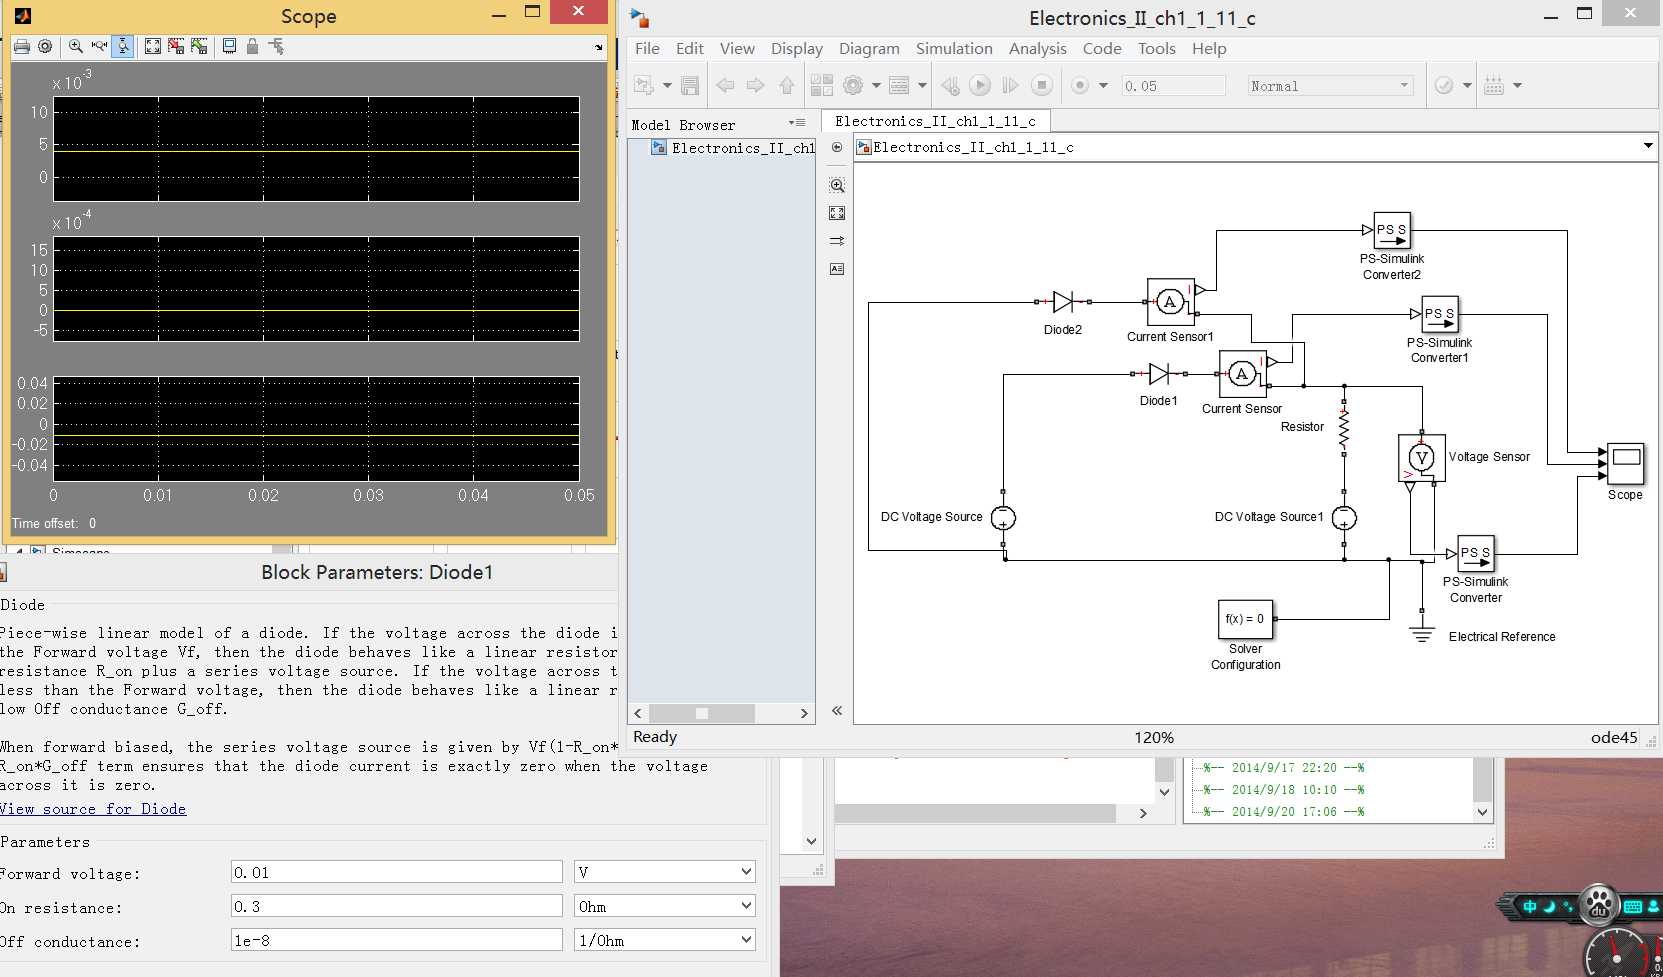 Scope
x 10
-3
10
5
0
x 10
-4
15
10
5
0
-5
0.04
0.02
0
-0.02
-0.04
0
0.01
0.02
0.03
0.04
0.05
Time offset: 0
Block Parameters: Diode1
Diode
Piece-wise linear model of a diode. If the voltage across the diode i
the Forward voltage Vf, then the diode behaves like a linear resistor
resistance R_on plus a series voltage source. If the voltage across t
less than the Forward voltage, then the diode behaves like a linear r
low Off conductance G_off.
When forward biased, the series voltage source is given by Vf(1-R_on*
R_on*G_off term ensures that the diode current is exactly zero when the voltage
across it is zero.
View source for Diode
Parameters
Forward voltage: 0.01 V
On resistance: 0.3 Ohm
Off conductance: 1e-8 1/Ohm
Electronics_II_ch1_1_11_c
File Edit View Display Diagram Simulation Analysis Code Tools Help
0.05
Normal
Model Browser
Electronics_II_ch1
Electronics_II_ch1_1_11_c
Electronics_II_ch1_1_11_c
PS S
PS-Simulink
Converter2
Diode2
A
I
Current Sensor1
PS S
PS-Simulink
Converter1
Diode1
A
I
Current Sensor
Resistor
V
Voltage Sensor
Scope
DC Voltage Source
DC Voltage Source1
PS S
PS-Simulink
Converter
f(x) = 0
Solver
Configuration
Electrical Reference
Ready
120%
ode45
%-- 2014/9/17 22:20 --%
%-- 2014/9/18 10:10 --%
%-- 2014/9/20 17:06 --%
中
du